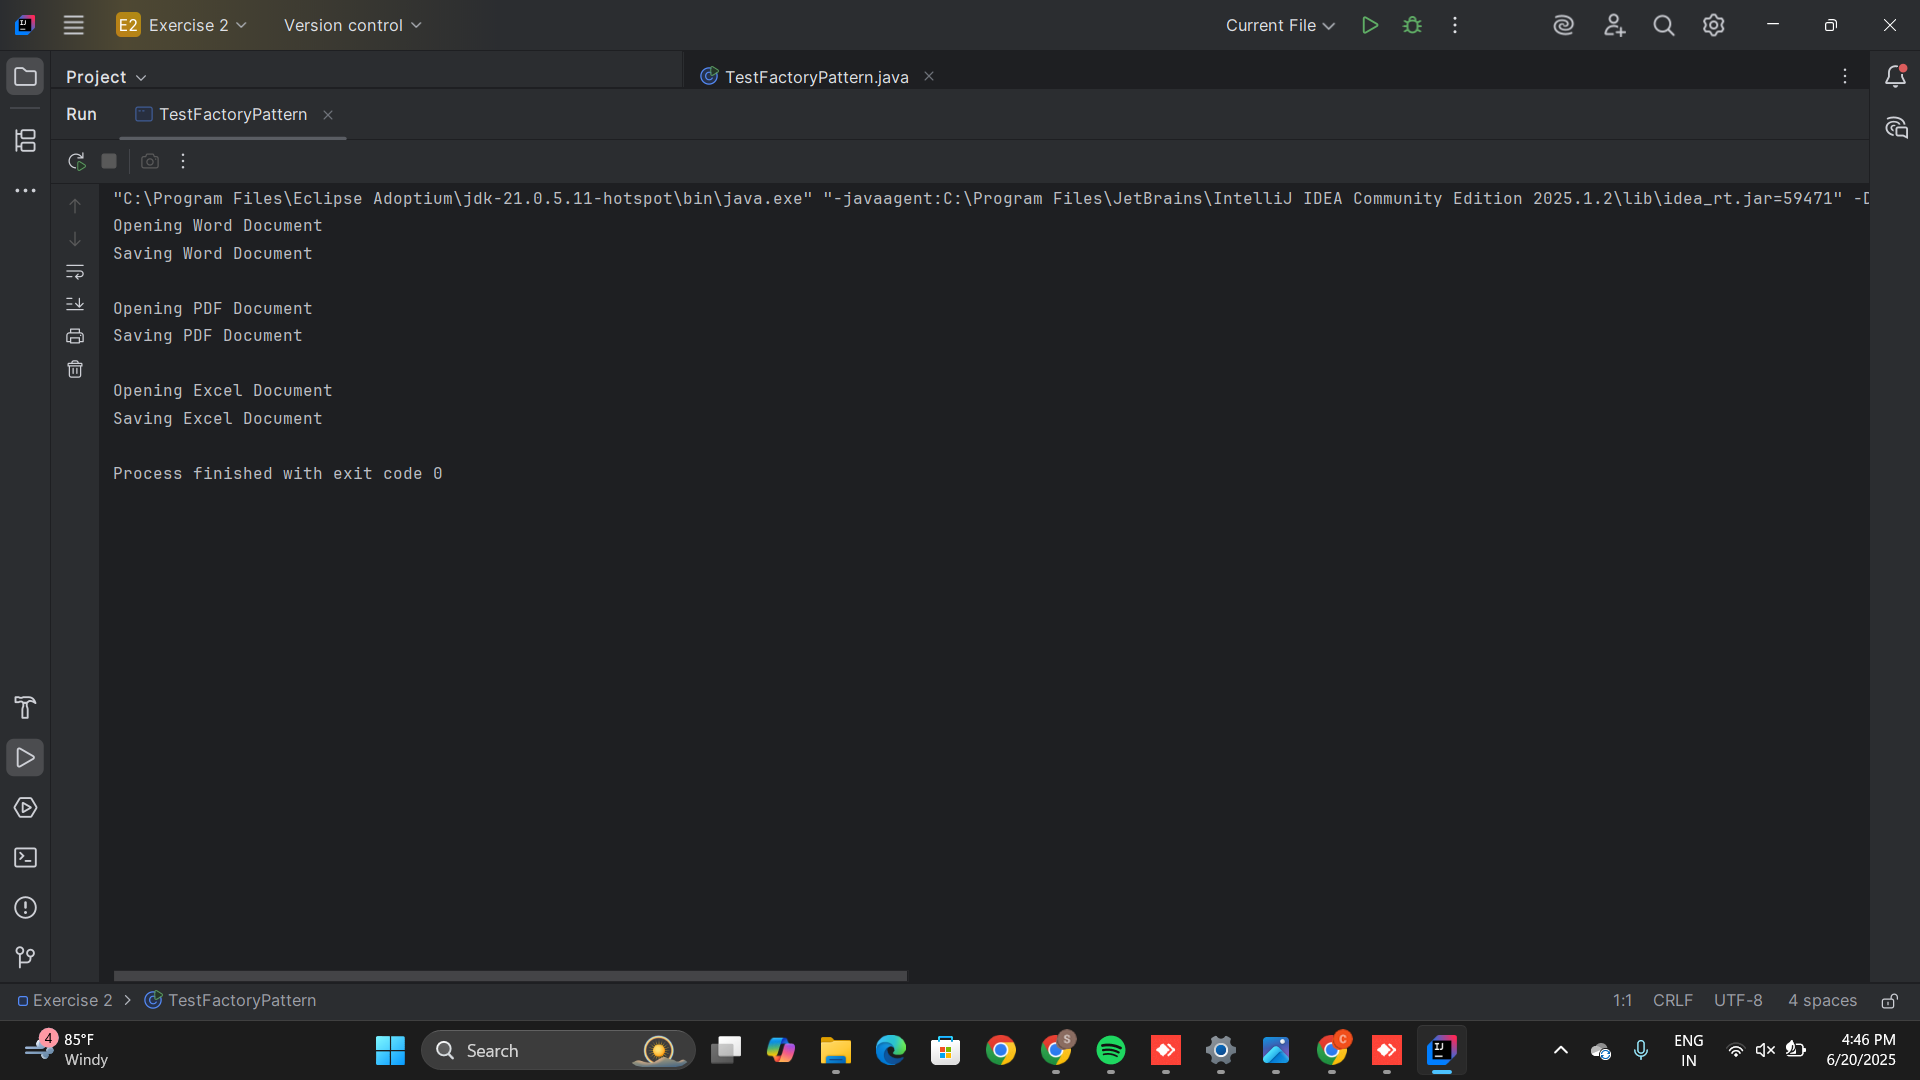 E2 Exercise 2 Version control Current File
Project TestFactoryPattern.java
Run TestFactoryPattern
"C:\Program Files\Eclipse Adoptium\jdk-21.0.5.11-hotspot\bin\java.exe" "-javaagent:C:\Program Files\JetBrains\IntelliJ IDEA Community Edition 2025.1.2\lib\idea_rt.jar=59471" -D
Opening Word Document
Saving Word Document
Opening PDF Document
Saving PDF Document
Opening Excel Document
Saving Excel Document
Process finished with exit code 0
Exercise 2 TestFactoryPattern 1:1 CRLF UTF-8 4 spaces
4 85°F
Windy
Search
S
C
IJ
ENG
IN
4:46 PM
6/20/2025